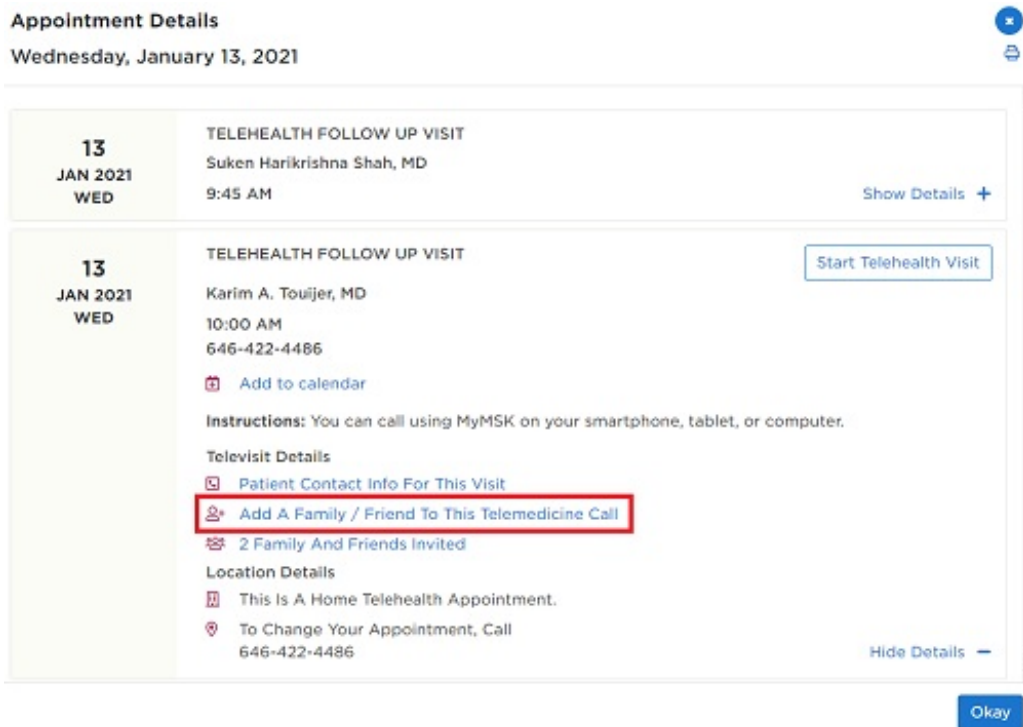 Appointment Details
Wednesday, January 13, 2021
13
JAN 2021
WED
TELEHEALTH FOLLOW UP VISIT
Suken Harikrishna Shah, MD
9:45 AM
Show Details +
13
JAN 2021
WED
TELEHEALTH FOLLOW UP VISIT
Start Telehealth Visit
Karim A. Touijer, MD
10:00 AM
646-422-4486
Add to calendar
Instructions: You can call using MyMSK on your smartphone, tablet, or computer.
Televisit Details
Patient Contact Info For This Visit
Add A Family / Friend To This Telemedicine Call
2 Family And Friends Invited
Location Details
This Is A Home Telehealth Appointment.
To Change Your Appointment, Call
646-422-4486
Hide Details −
Okay